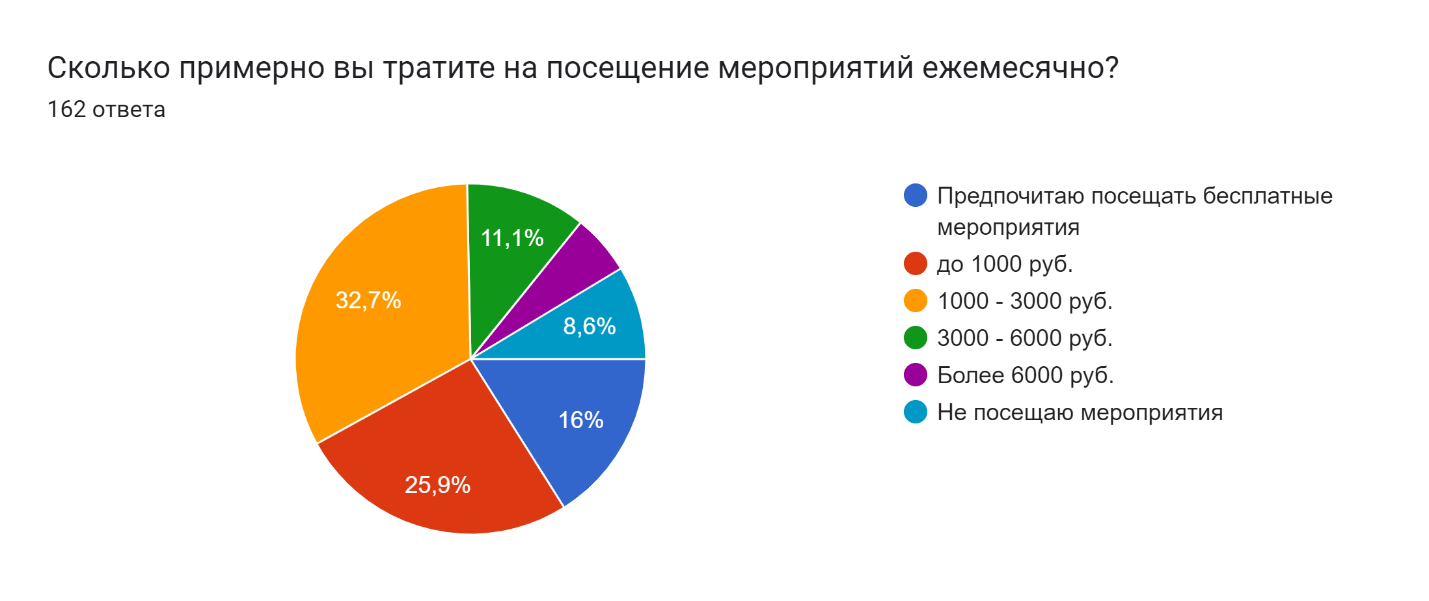 Сколько примерно вы тратите на посещение мероприятий ежемесячно?
162 ответа
11,1%
32,7%
8,6%
16%
25,9%
Предпочитаю посещать бесплатные
мероприятия
до 1000 руб.
1000 - 3000 руб.
3000 - 6000 руб.
Более 6000 руб.
Не посещаю мероприятия